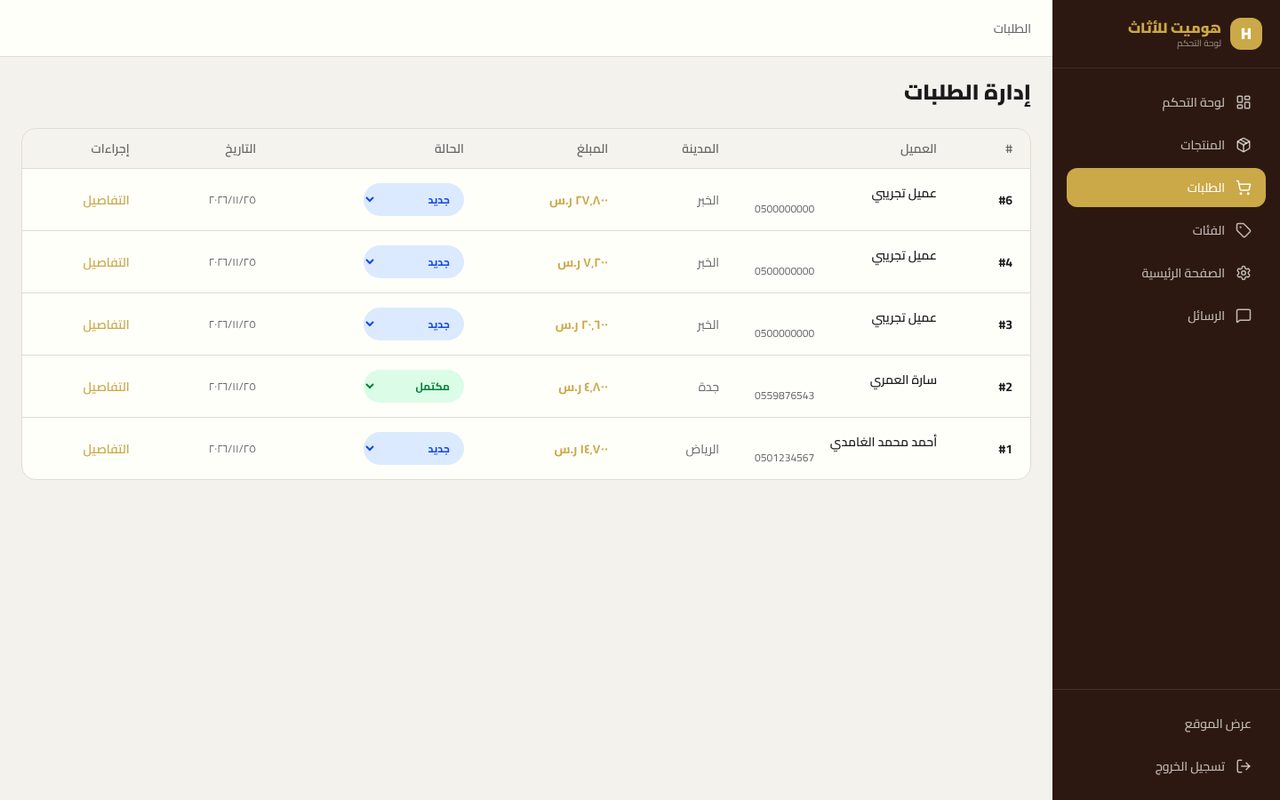 H
هوميت للأثاث
لوحة التحكم
لوحة التحكم
المنتجات
الطلبات
الفئات
الصفحة الرئيسية
الرسائل
عرض الموقع
تسجيل الخروج
الطلبات
إدارة الطلبات
# العميل المدينة المبلغ الحالة التاريخ إجراءات
#6 عميل تجريبي 0500000000 الخبر ٢٧٬٨٠٠ ر.س جديد ٢٠٢٦/١١/٢٥ التفاصيل
#4 عميل تجريبي 0500000000 الخبر ٧٬٢٠٠ ر.س جديد ٢٠٢٦/١١/٢٥ التفاصيل
#3 عميل تجريبي 0500000000 الخبر ٢٠٬٦٠٠ ر.س جديد ٢٠٢٦/١١/٢٥ التفاصيل
#2 سارة العمري 0559876543 جدة ٤٬٨٠٠ ر.س مكتمل ٢٠٢٦/١١/٢٥ التفاصيل
#1 أحمد محمد الغامدي 0501234567 الرياض ١٤٬٧٠٠ ر.س جديد ٢٠٢٦/١١/٢٥ التفاصيل